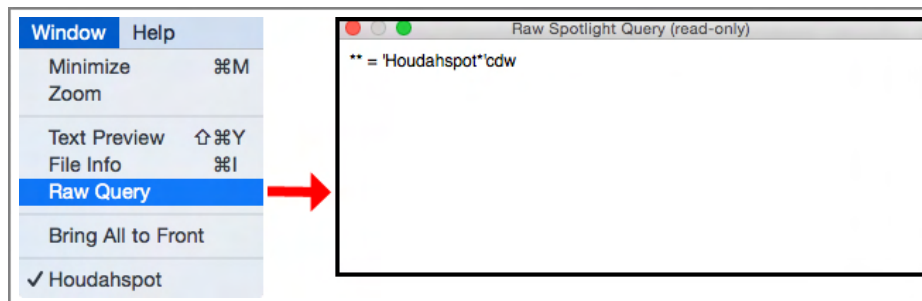 Window Help
Minimize ⌘M
Zoom
Text Preview ⇧⌘Y
File Info ⌘I
Raw Query
Bring All to Front
✓ Houdahspot
Raw Spotlight Query (read-only)
** = 'Houdahspot*'cdw